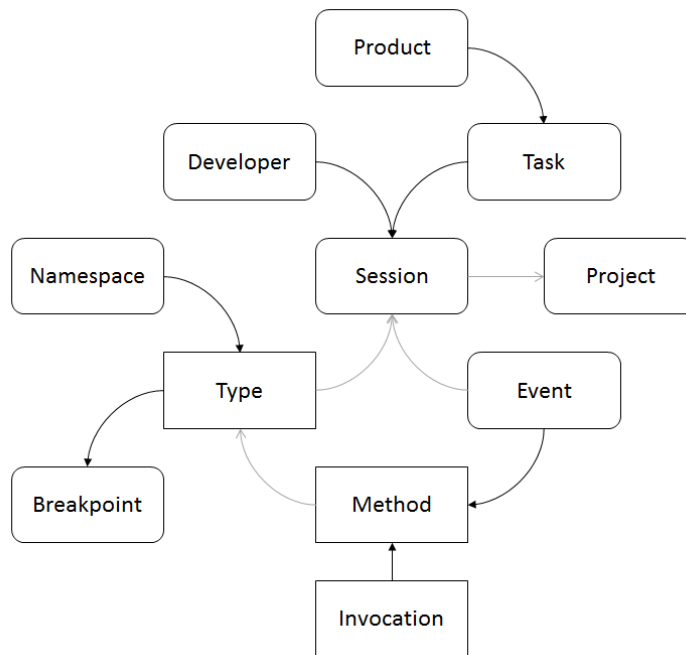 Product
Developer
Task
Namespace
Session
Project
Type
Event
Breakpoint
Method
Invocation